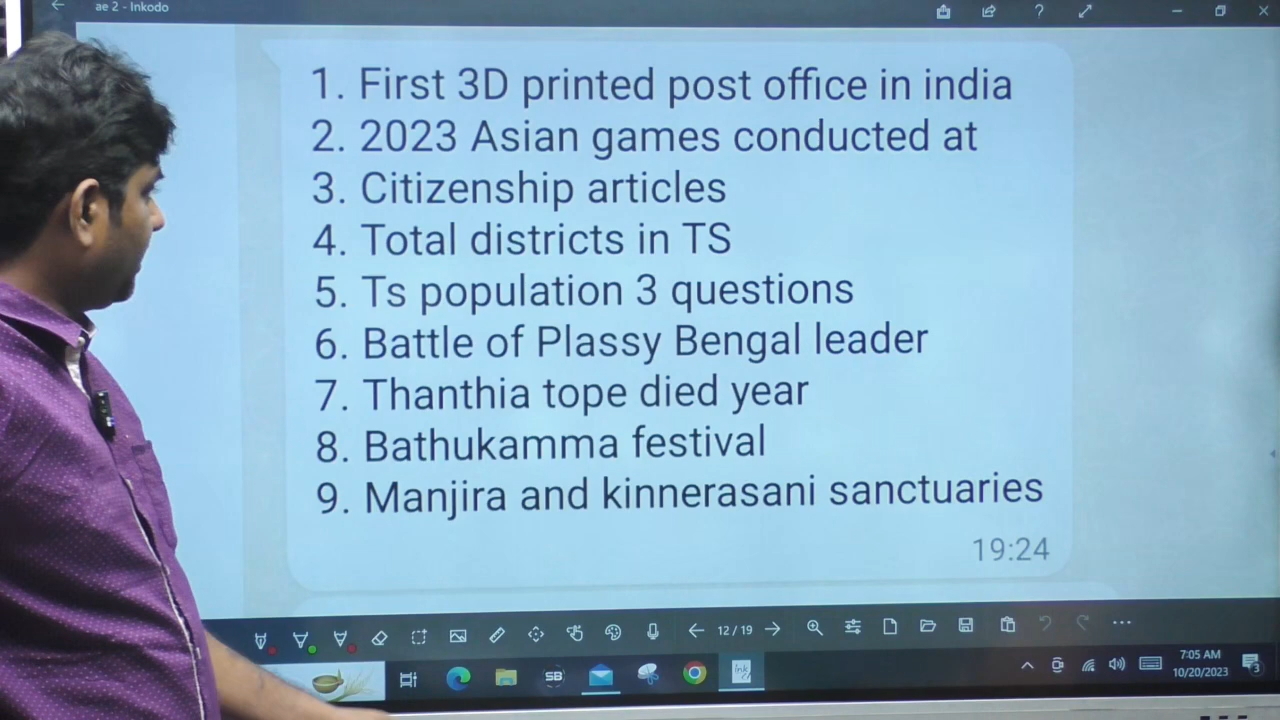 ae 2 - Inkodo
1. First 3D printed post office in india
2. 2023 Asian games conducted at
3. Citizenship articles
4. Total districts in TS
5. Ts population 3 questions
6. Battle of Plassy Bengal leader
7. Thanthia tope died year
8. Bathukamma festival
9. Manjira and kinnerasani sanctuaries
19:24
12 / 19
SB
Ink
7:05 AM
10/20/2023
3